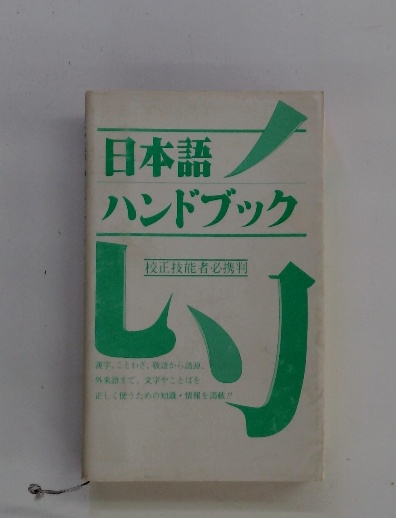 日本語
ハンドブック
校正技能者必携判
漢字、ことわざ、敬語から語源、
外来語まで、文字やことばを
正しく使うための知識・情報を満載!!